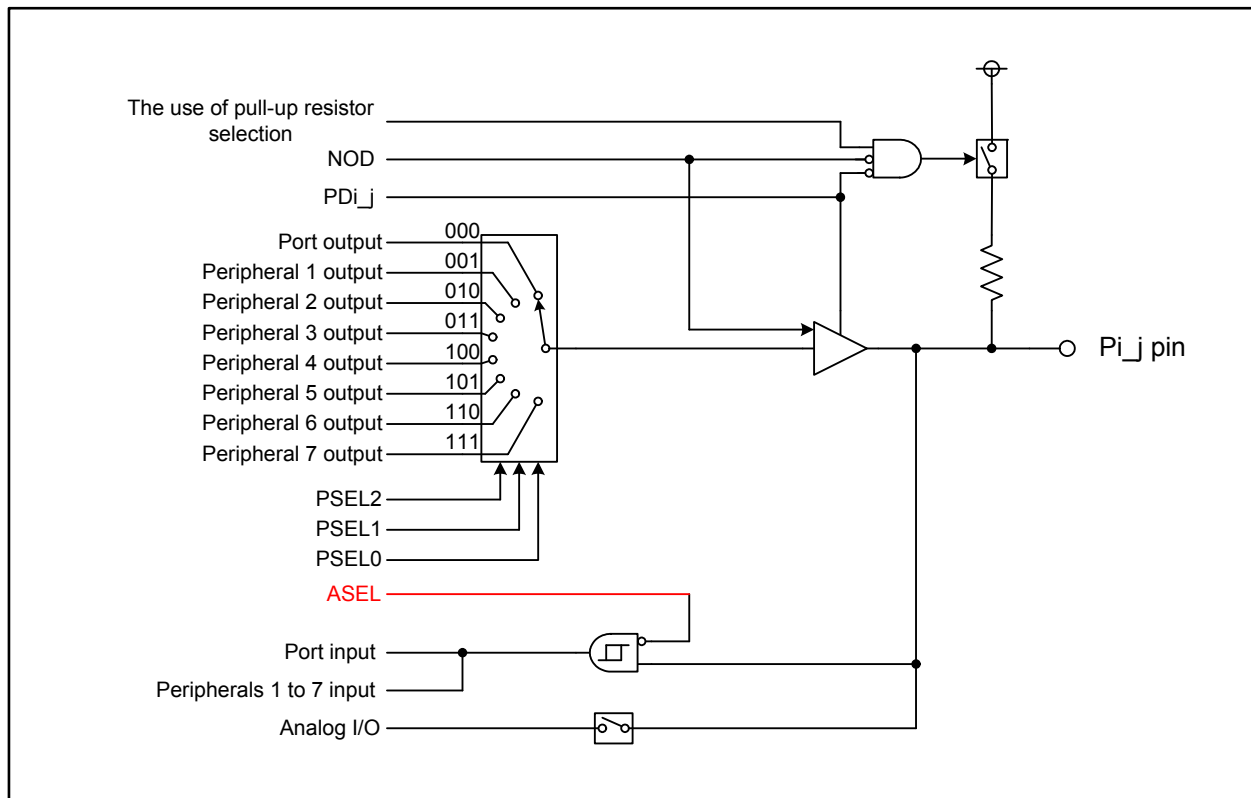 The use of pull-up resistor
selection
NOD
PDi_j
Port output 000
Peripheral 1 output 001
Peripheral 2 output 010
Peripheral 3 output 011
Peripheral 4 output 100
Peripheral 5 output 101
Peripheral 6 output 110
Peripheral 7 output 111
Pi_j pin
PSEL2
PSEL1
PSEL0
ASEL
Port input
Peripherals 1 to 7 input
Analog I/O